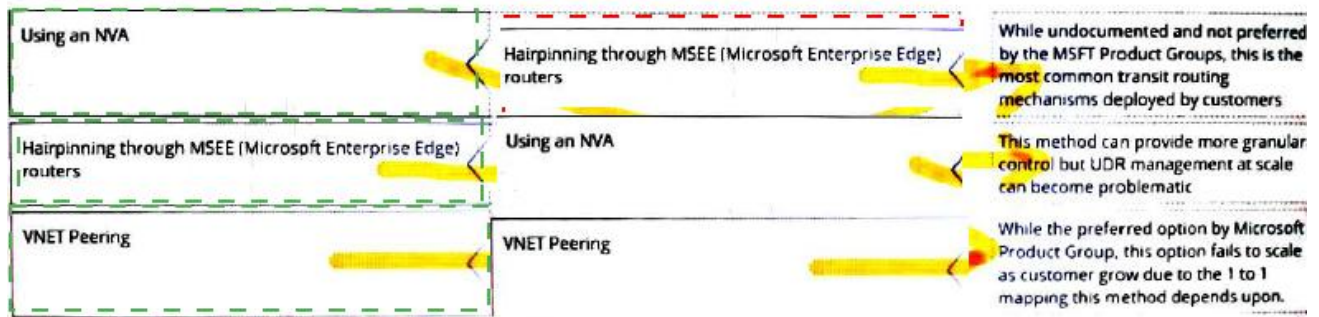 Using an NVA
Hairpinning through MSEE (Microsoft Enterprise Edge)
routers
VNET Peering
Hairpinning through MSEE (Microsoft Enterprise Edge)
routers
Using an NVA
VNET Peering
While undocumented and not preferred
by the MSFT Product Groups, this is the
most common transit routing
mechanisms deployed by customers
This method can provide more granular
control but UDR management at scale
can become problematic
While the preferred option by Microsoft
Product Group, this option fails to scale
as customer grow due to the 1 to 1
mapping this method depends upon.